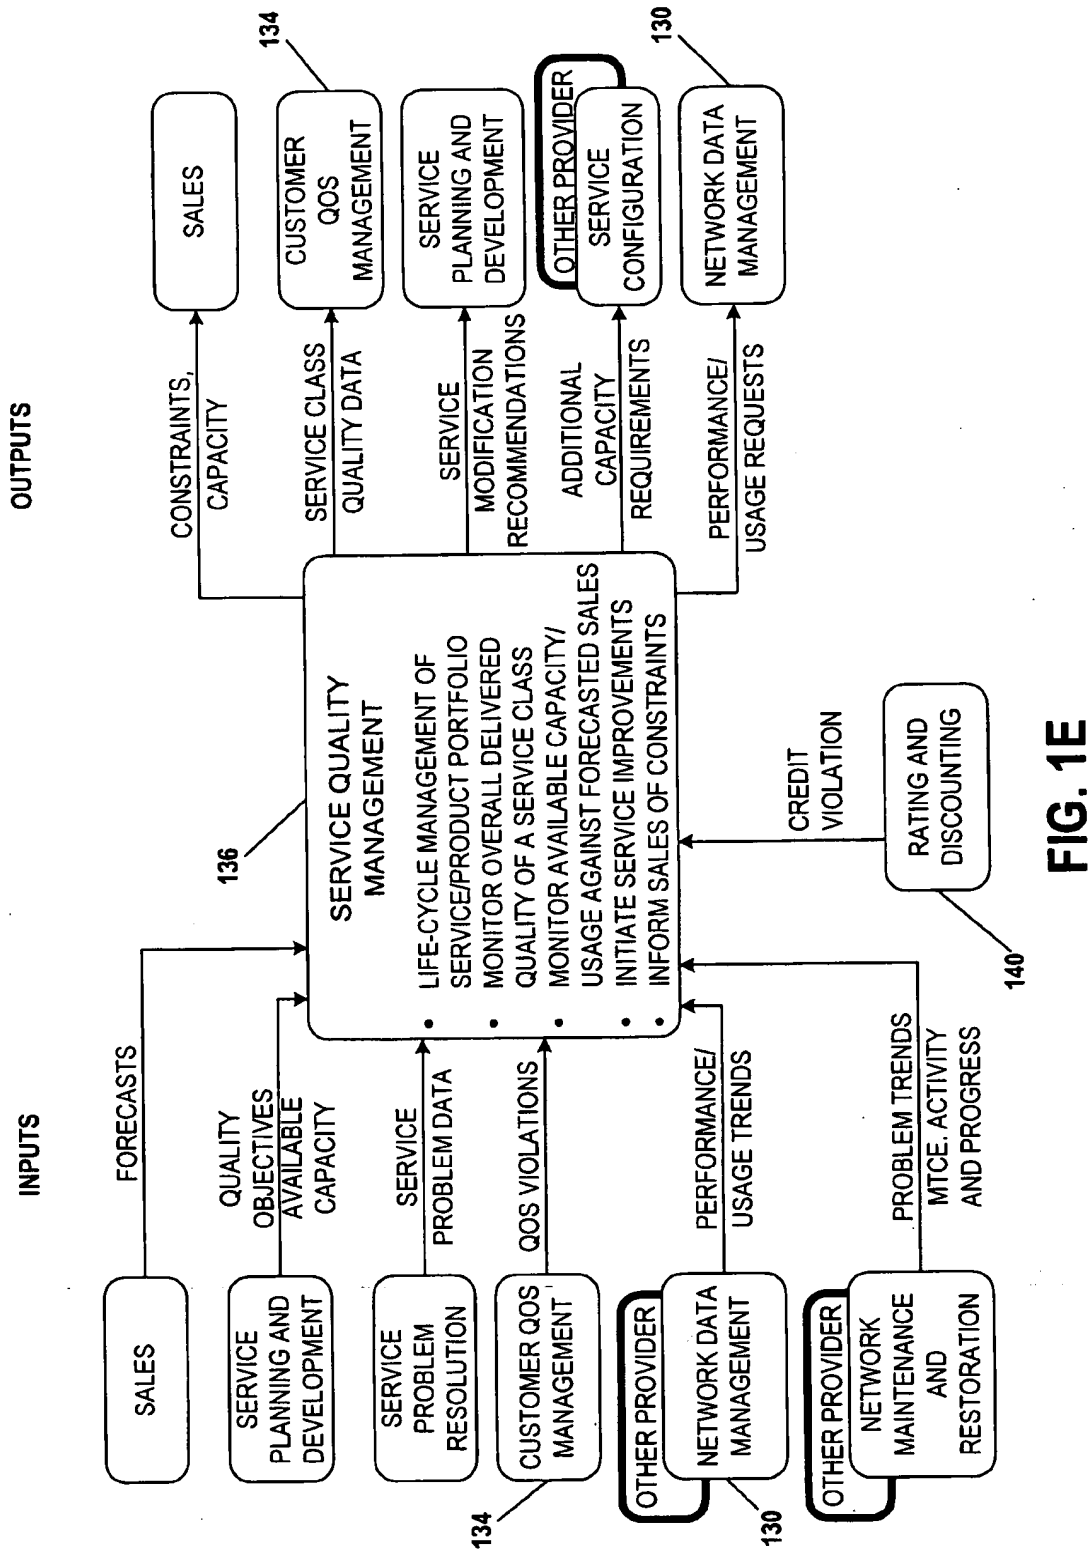 INPUTS
OUTPUTS
SALES
FORECASTS
SERVICE
PLANNING AND
DEVELOPMENT
QUALITY
OBJECTIVES
AVAILABLE
CAPACITY
SERVICE
PROBLEM
RESOLUTION
SERVICE
PROBLEM DATA
CUSTOMER QOS
MANAGEMENT
134
QOS VIOLATIONS
OTHER PROVIDER
NETWORK DATA
MANAGEMENT
130
PERFORMANCE/
USAGE TRENDS
OTHER PROVIDER
NETWORK
MAINTENANCE
AND
RESTORATION
PROBLEM TRENDS
MTCE. ACTIVITY
AND PROGRESS
136
SERVICE QUALITY
MANAGEMENT
• LIFE-CYCLE MANAGEMENT OF
SERVICE/PRODUCT PORTFOLIO
• MONITOR OVERALL DELIVERED
QUALITY OF A SERVICE CLASS
• MONITOR AVAILABLE CAPACITY/
USAGE AGAINST FORECASTED SALES
• INITIATE SERVICE IMPROVEMENTS
• INFORM SALES OF CONSTRAINTS
CREDIT
VIOLATION
RATING AND
DISCOUNTING
140
CONSTRAINTS,
CAPACITY
SALES
SERVICE CLASS
QUALITY DATA
CUSTOMER
QOS
MANAGEMENT
134
SERVICE
MODIFICATION
RECOMMENDATIONS
SERVICE
PLANNING AND
DEVELOPMENT
ADDITIONAL
CAPACITY
REQUIREMENTS
OTHER PROVIDER
SERVICE
CONFIGURATION
PERFORMANCE/
USAGE REQUESTS
NETWORK DATA
MANAGEMENT
130
FIG. 1E